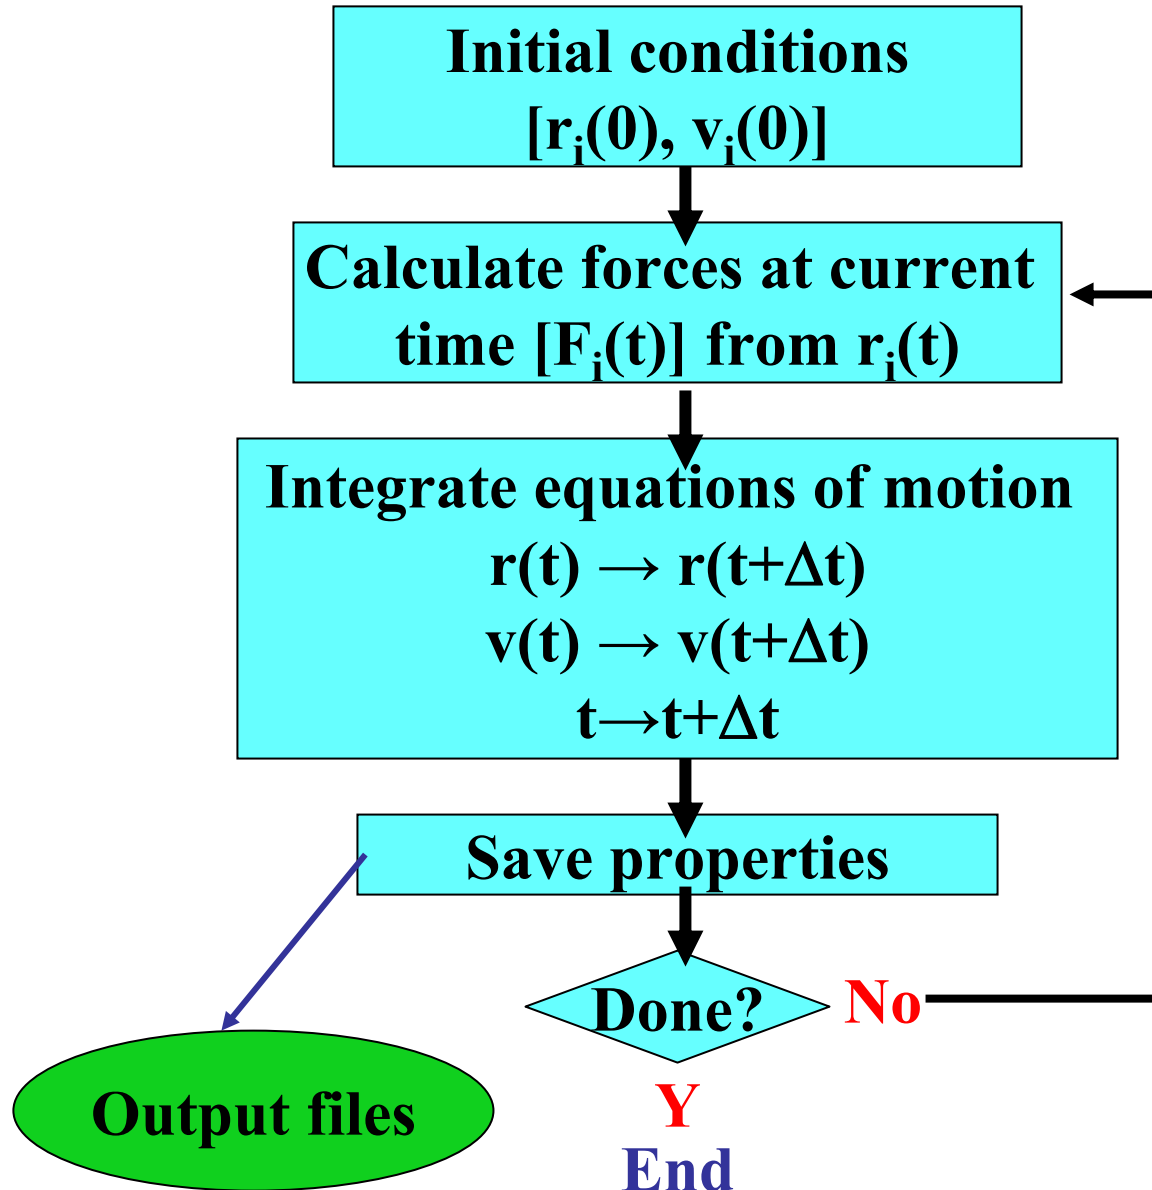 Initial conditions
[rᵢ(0), vᵢ(0)]
Calculate forces at current
time [Fᵢ(t)] from rᵢ(t)
Integrate equations of motion
r(t) → r(t+Δt)
v(t) → v(t+Δt)
t→t+Δt
Save properties
Done?
No
Output files
Y
End